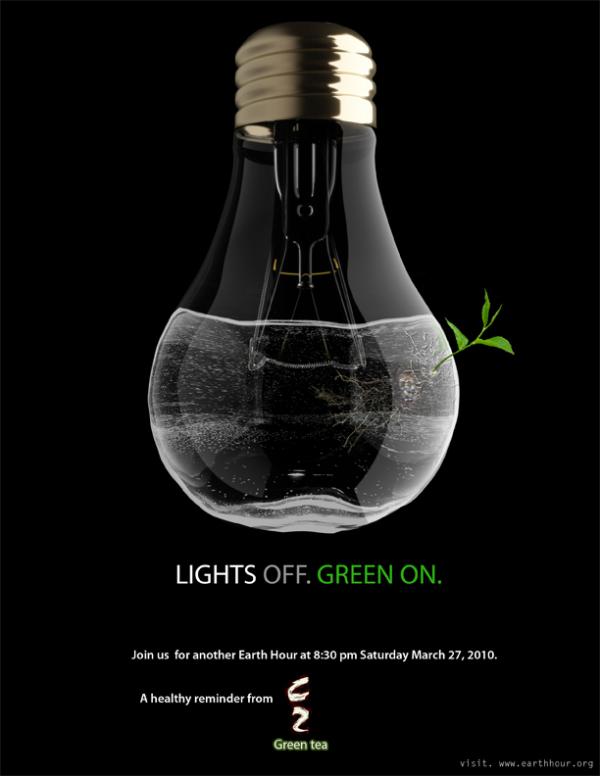 LIGHTS OFF. GREEN ON.
Join us for another Earth Hour at 8:30 pm Saturday March 27, 2010.
A healthy reminder from
C2
Green tea
visit. www.earthhour.org